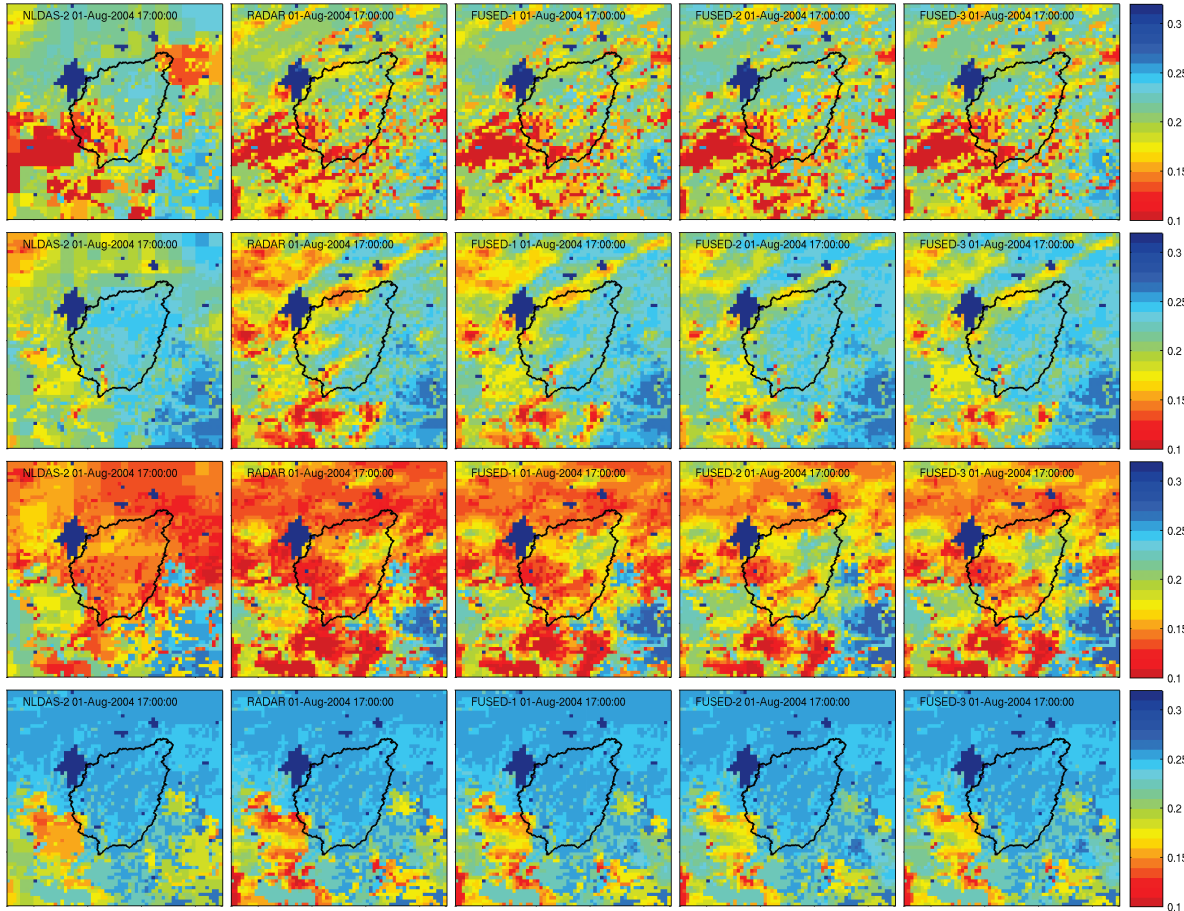 NLDAS-2 01-Aug-2004 17:00:00
RADAR 01-Aug-2004 17:00:00
FUSED-1 01-Aug-2004 17:00:00
FUSED-2 01-Aug-2004 17:00:00
FUSED-3 01-Aug-2004 17:00:00
0.3
0.25
0.2
0.15
0.1
NLDAS-2 01-Aug-2004 17:00:00
RADAR 01-Aug-2004 17:00:00
FUSED-1 01-Aug-2004 17:00:00
FUSED-2 01-Aug-2004 17:00:00
FUSED-3 01-Aug-2004 17:00:00
0.3
0.25
0.2
0.15
0.1
NLDAS-2 01-Aug-2004 17:00:00
RADAR 01-Aug-2004 17:00:00
FUSED-1 01-Aug-2004 17:00:00
FUSED-2 01-Aug-2004 17:00:00
FUSED-3 01-Aug-2004 17:00:00
0.3
0.25
0.2
0.15
0.1
NLDAS-2 01-Aug-2004 17:00:00
RADAR 01-Aug-2004 17:00:00
FUSED-1 01-Aug-2004 17:00:00
FUSED-2 01-Aug-2004 17:00:00
FUSED-3 01-Aug-2004 17:00:00
0.3
0.25
0.2
0.15
0.1